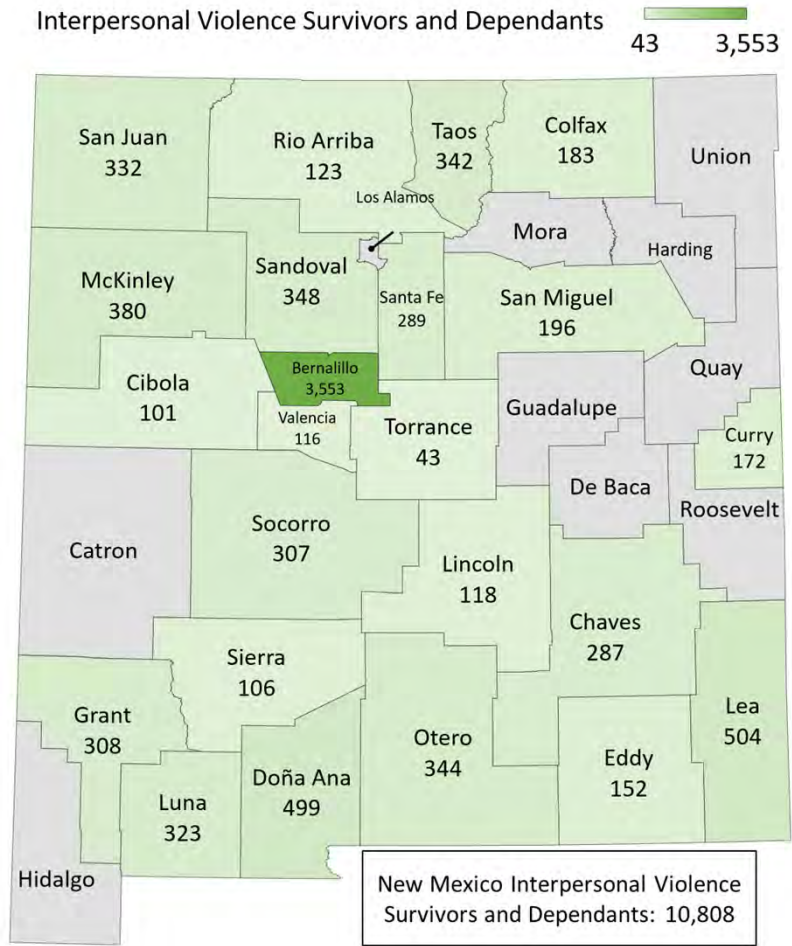 Interpersonal Violence Survivors and Dependants
43
3,553
San Juan
332
Rio Arriba
123
Taos
342
Colfax
183
Union
Los Alamos
Mora
Harding
McKinley
380
Sandoval
348
Santa Fe
289
San Miguel
196
Quay
Cibola
101
Bernalillo
3,553
Valencia
116
Torrance
43
Guadalupe
Curry
172
De Baca
Roosevelt
Catron
Socorro
307
Lincoln
118
Chaves
287
Sierra
106
Grant
308
Lea
504
Otero
344
Eddy
152
Doña Ana
499
Luna
323
Hidalgo
New Mexico Interpersonal Violence
Survivors and Dependants: 10,808